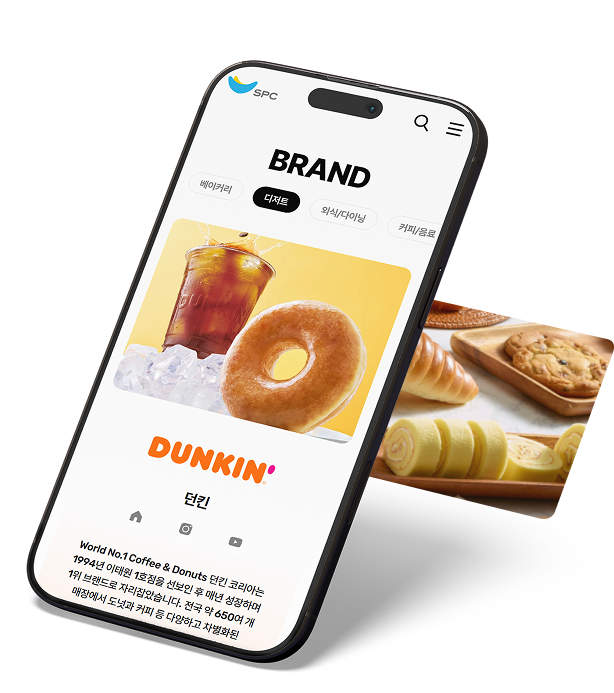 SPC
BRAND
베이커리
디저트
외식/다이닝
커피/음료
DUNKIN'
던킨
World No.1 Coffee & Donuts 던킨 코리아는
1994년 이태원 1호점을 선보인 후 매년 성장하며
1위 브랜드로 자리잡았습니다. 전국 약 650여 개
매장에서 도넛과 커피 등 다양하고 차별화된